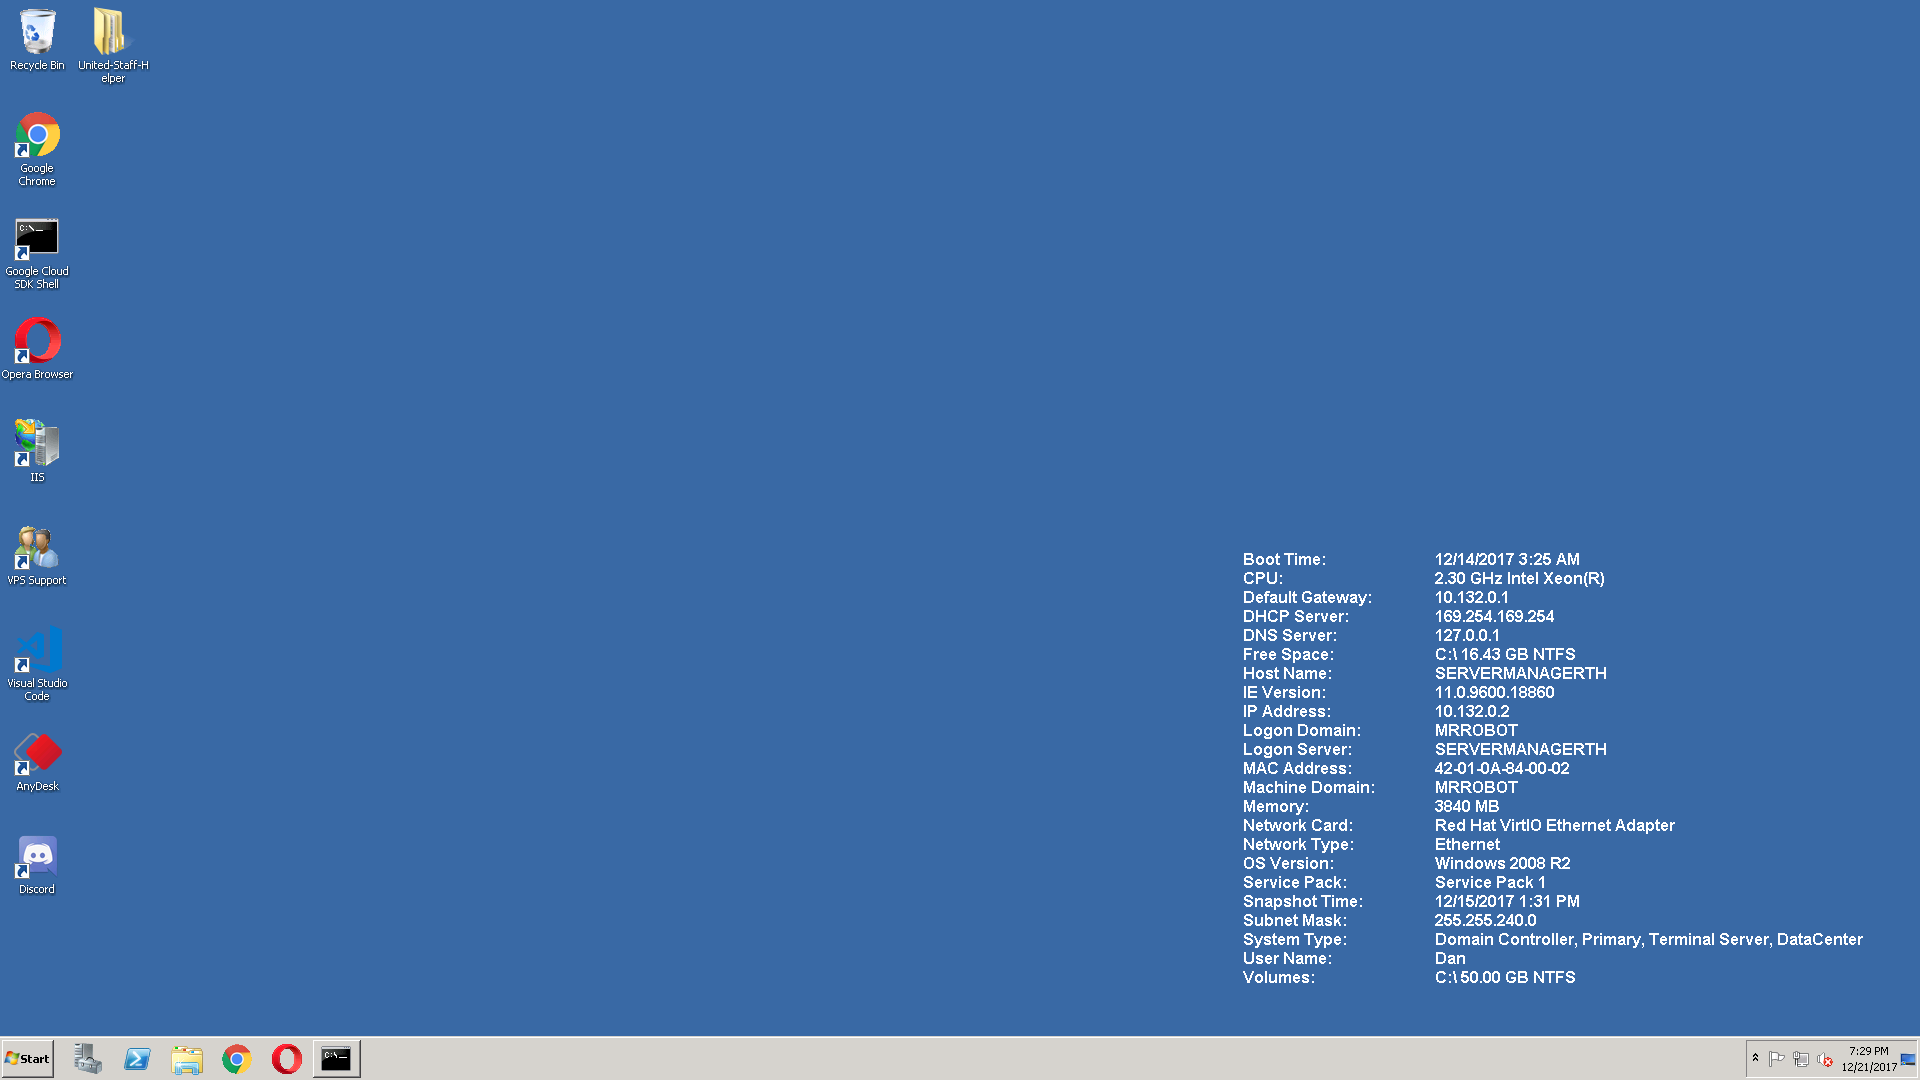 Recycle Bin
United-Staff-H
elper
Google
Chrome
C:\_
Google Cloud
SDK Shell
Opera Browser
IIS
VPS Support
Visual Studio
Code
AnyDesk
Discord
Boot Time: 12/14/2017 3:25 AM
CPU: 2.30 GHz Intel Xeon(R)
Default Gateway: 10.132.0.1
DHCP Server: 169.254.169.254
DNS Server: 127.0.0.1
Free Space: C:\ 16.43 GB NTFS
Host Name: SERVERMANAGERTH
IE Version: 11.0.9600.18860
IP Address: 10.132.0.2
Logon Domain: MRROBOT
Logon Server: SERVERMANAGERTH
MAC Address: 42-01-0A-84-00-02
Machine Domain: MRROBOT
Memory: 3840 MB
Network Card: Red Hat VirtIO Ethernet Adapter
Network Type: Ethernet
OS Version: Windows 2008 R2
Service Pack: Service Pack 1
Snapshot Time: 12/15/2017 1:31 PM
Subnet Mask: 255.255.240.0
System Type: Domain Controller, Primary, Terminal Server, DataCenter
User Name: Dan
Volumes: C:\ 50.00 GB NTFS
Start
C:\_
7:29 PM
12/21/2017